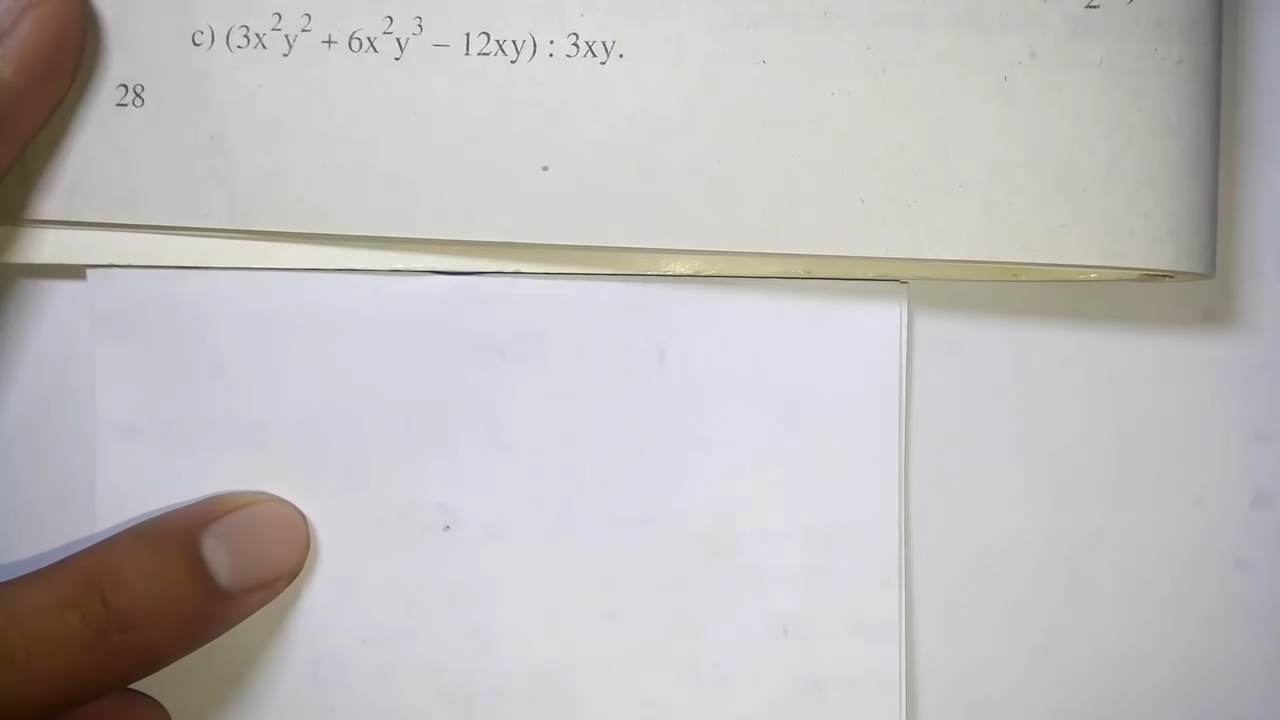 c) (3x²y² + 6x²y³ – 12xy) : 3xy.
28